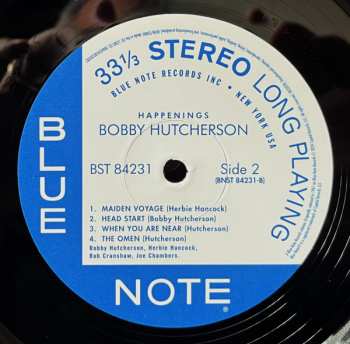 33⅓ STEREO LONG PLAYING
BLUE NOTE RECORDS INC • NEW YORK USA
HAPPENINGS
BOBBY HUTCHERSON
BST 84231 Side 2
(BNST-84231-B)
1. MAIDEN VOYAGE (Herbie Hancock)
2. HEAD START (Bobby Hutcherson)
3. WHEN YOU ARE NEAR (Hutcherson)
4. THE OMEN (Hutcherson)
Bobby Hutcherson, Herbie Hancock,
Bob Cranshaw, Joe Chambers.
BLUE
NOTE®